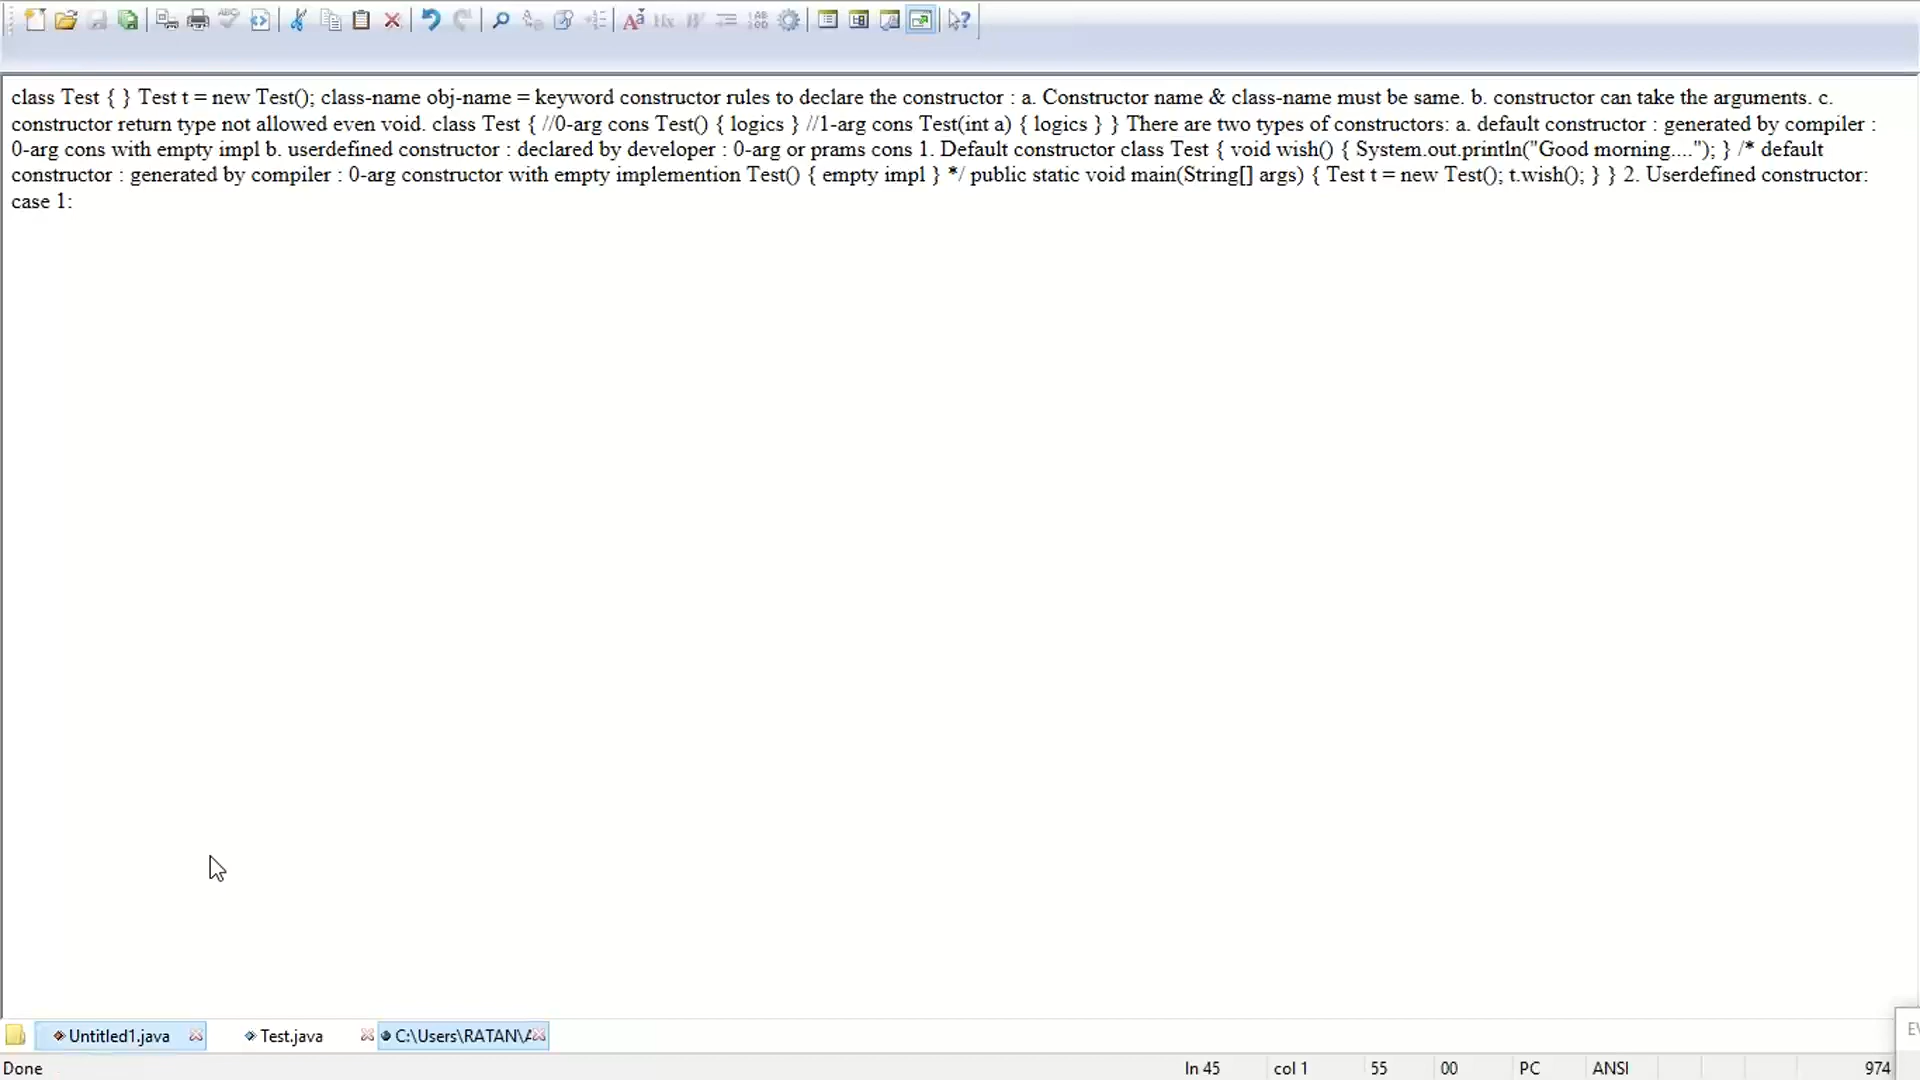 class Test { } Test t = new Test(); class-name obj-name = keyword constructor rules to declare the constructor : a. Constructor name & class-name must be same. b. constructor can take the arguments. c.
constructor return type not allowed even void. class Test { //0-arg cons Test() { logics } //1-arg cons Test(int a) { logics } } There are two types of constructors: a. default constructor : generated by compiler :
0-arg cons with empty impl b. userdefined constructor : declared by developer : 0-arg or prams cons 1. Default constructor class Test { void wish() { System.out.println("Good morning...."); } /* default
constructor : generated by compiler : 0-arg constructor with empty implemention Test() { empty impl } */ public static void main(String[] args) { Test t = new Test(); t.wish(); } } 2. Userdefined constructor:
case 1:
Untitled1.java Test.java C:\Users\RATAN\A
Done ln 45 col 1 55 00 PC ANSI 974